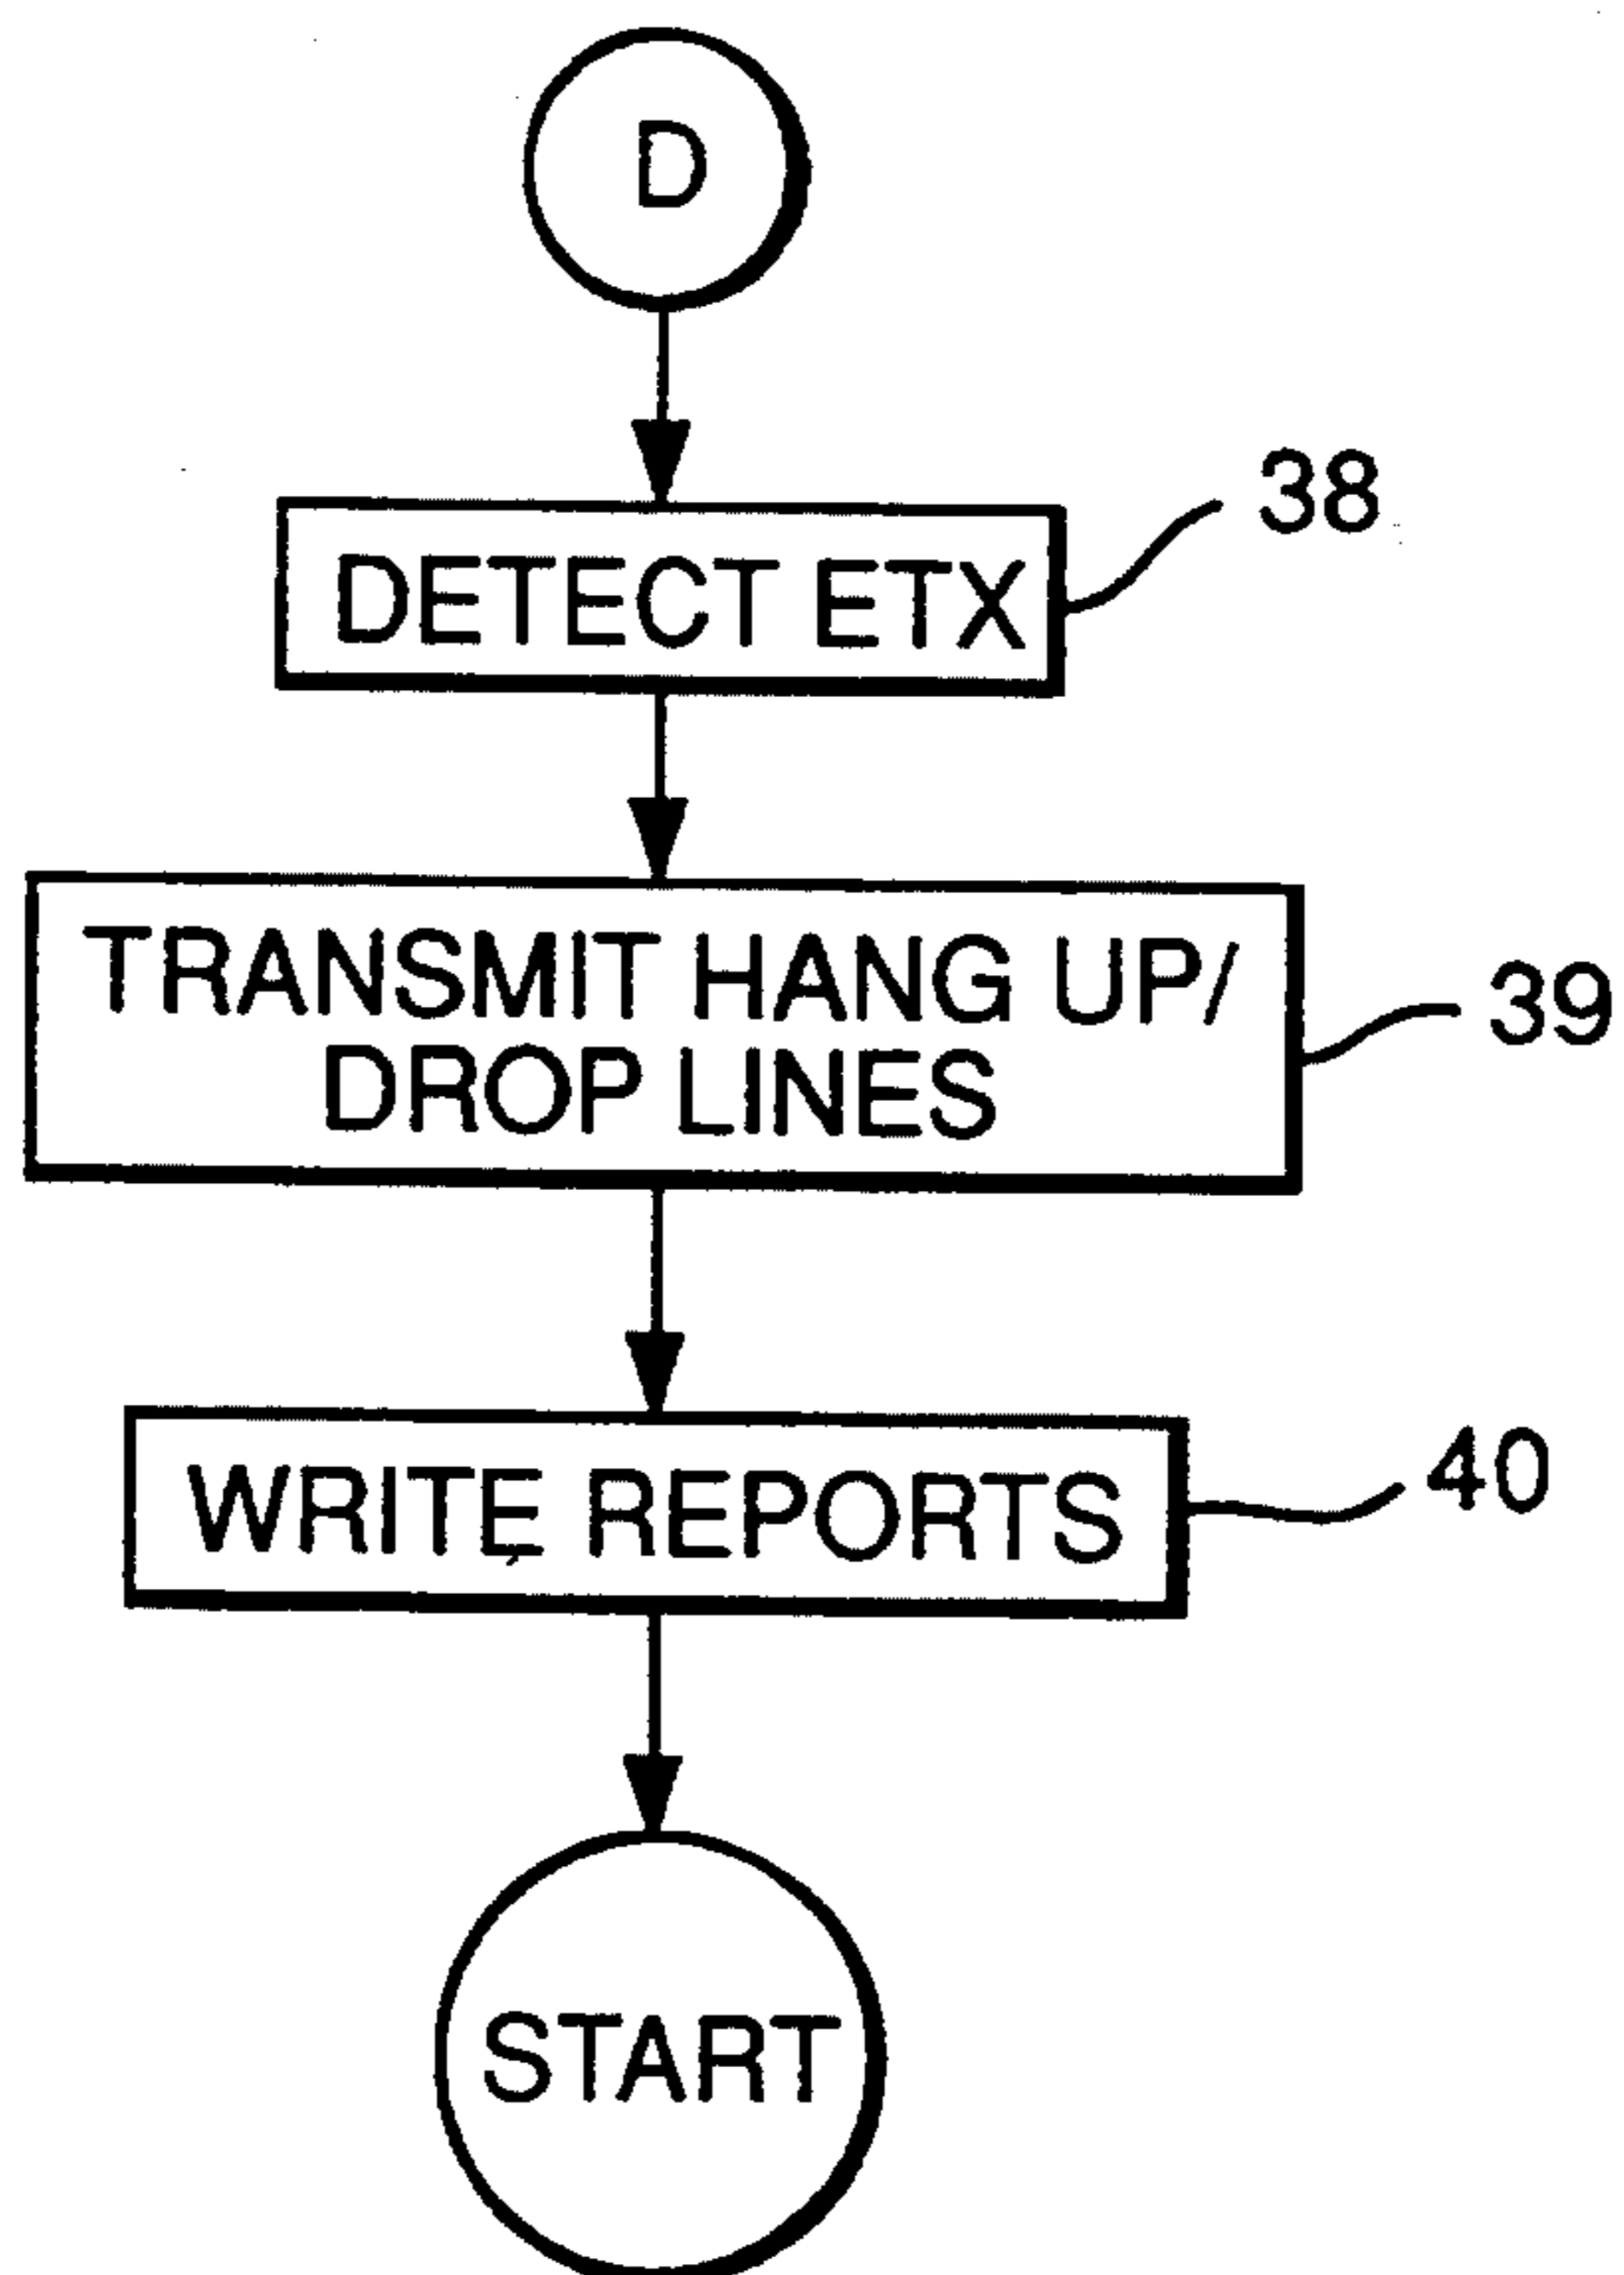 D
DETECT ETX
38
TRANSMIT HANG UP/
DROP LINES
39
WRITE REPORTS
40
START